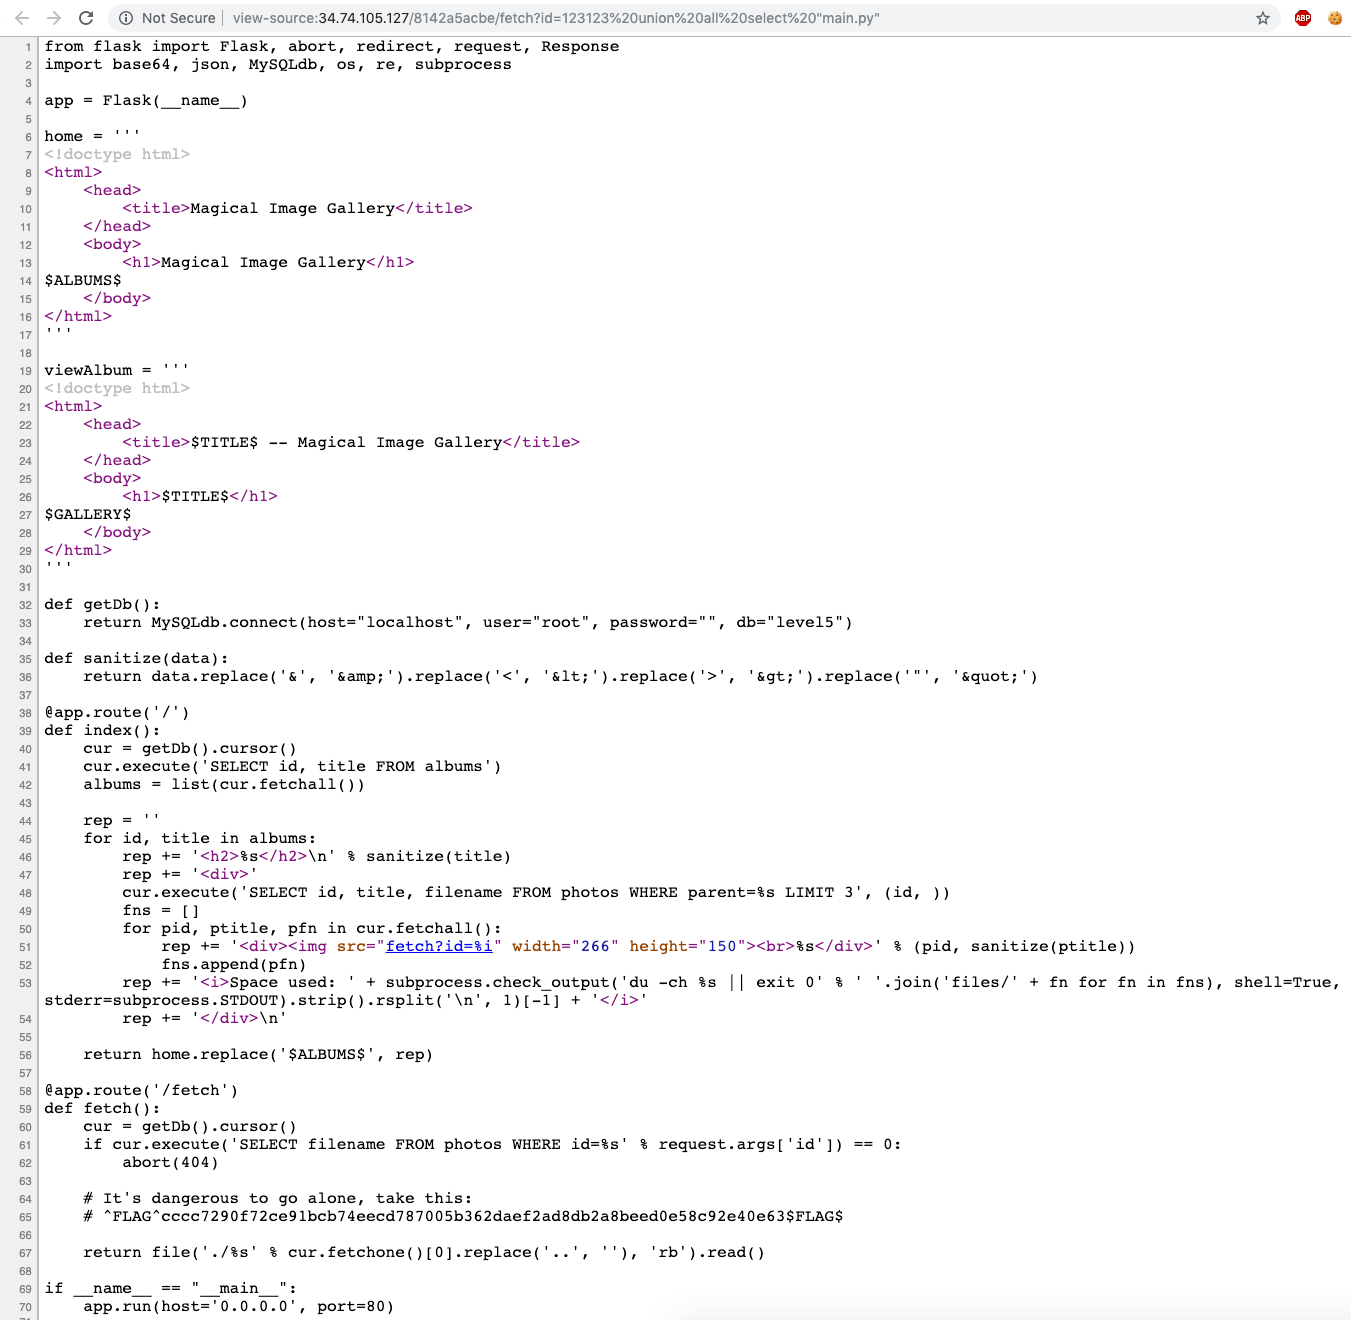 Not Secure | view-source:34.74.105.127/8142a5acbe/fetch?id=123123%20union%20all%20select%20"main.py"
ABP
1 from flask import Flask, abort, redirect, request, Response
2 import base64, json, MySQLdb, os, re, subprocess
3
4 app = Flask(__name__)
5
6 home = '''
7 <!doctype html>
8 <html>
9     <head>
10         <title>Magical Image Gallery</title>
11     </head>
12     <body>
13         <h1>Magical Image Gallery</h1>
14 $ALBUMS$
15     </body>
16 </html>
17 '''
18
19 viewAlbum = '''
20 <!doctype html>
21 <html>
22     <head>
23         <title>$TITLE$ -- Magical Image Gallery</title>
24     </head>
25     <body>
26         <h1>$TITLE$</h1>
27 $GALLERY$
28     </body>
29 </html>
30 '''
31
32 def getDb():
33     return MySQLdb.connect(host="localhost", user="root", password="", db="level5")
34
35 def sanitize(data):
36     return data.replace('&', '&amp;').replace('<', '&lt;').replace('>', '&gt;').replace('"', '&quot;')
37
38 @app.route('/')
39 def index():
40     cur = getDb().cursor()
41     cur.execute('SELECT id, title FROM albums')
42     albums = list(cur.fetchall())
43
44     rep = ''
45     for id, title in albums:
46         rep += '<h2>%s</h2>\n' % sanitize(title)
47         rep += '<div>'
48         cur.execute('SELECT id, title, filename FROM photos WHERE parent=%s LIMIT 3', (id, ))
49         fns = []
50         for pid, ptitle, pfn in cur.fetchall():
51             rep += '<div><img src="fetch?id=%i" width="266" height="150"><br>%s</div>' % (pid, sanitize(ptitle))
52             fns.append(pfn)
53         rep += '<i>Space used: ' + subprocess.check_output('du -ch %s || exit 0' % ' '.join('files/' + fn for fn in fns), shell=True,
stderr=subprocess.STDOUT).strip().rsplit('\n', 1)[-1] + '</i>'
54         rep += '</div>\n'
55
56     return home.replace('$ALBUMS$', rep)
57
58 @app.route('/fetch')
59 def fetch():
60     cur = getDb().cursor()
61     if cur.execute('SELECT filename FROM photos WHERE id=%s' % request.args['id']) == 0:
62         abort(404)
63
64     # It's dangerous to go alone, take this:
65     # ^FLAG^cccc7290f72ce91bcb74eecd787005b362daef2ad8db2a8beed0e58c92e40e63$FLAG$
66
67     return file('./%s' % cur.fetchone()[0].replace('..', ''), 'rb').read()
68
69 if __name__ == "__main__":
70     app.run(host='0.0.0.0', port=80)